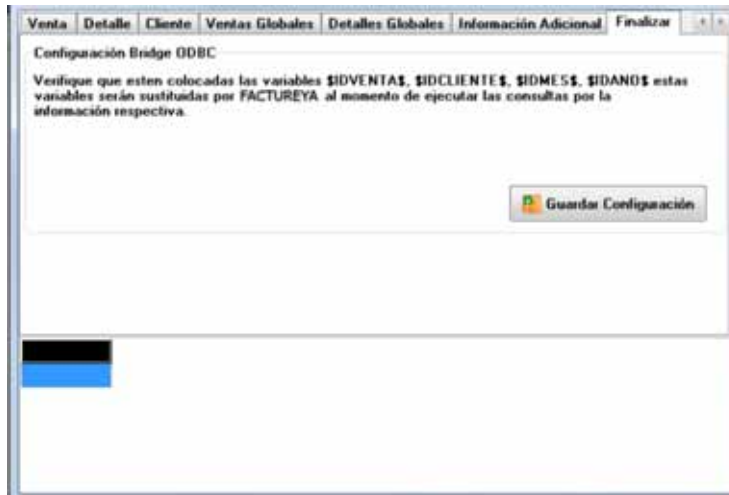 Venta Detalle Cliente Ventas Globales Detalles Globales Información Adicional Finalizar
Configuración Bridge ODBC
Verifique que esten colocadas las variables $IDVENTA$, $IDCLIENTE$, $IDMES$, $IDANO$ estas
variables serán sustituidas por FACTUREYA al momento de ejecutar las consultas por la
información respectiva.
Guardar Configuración